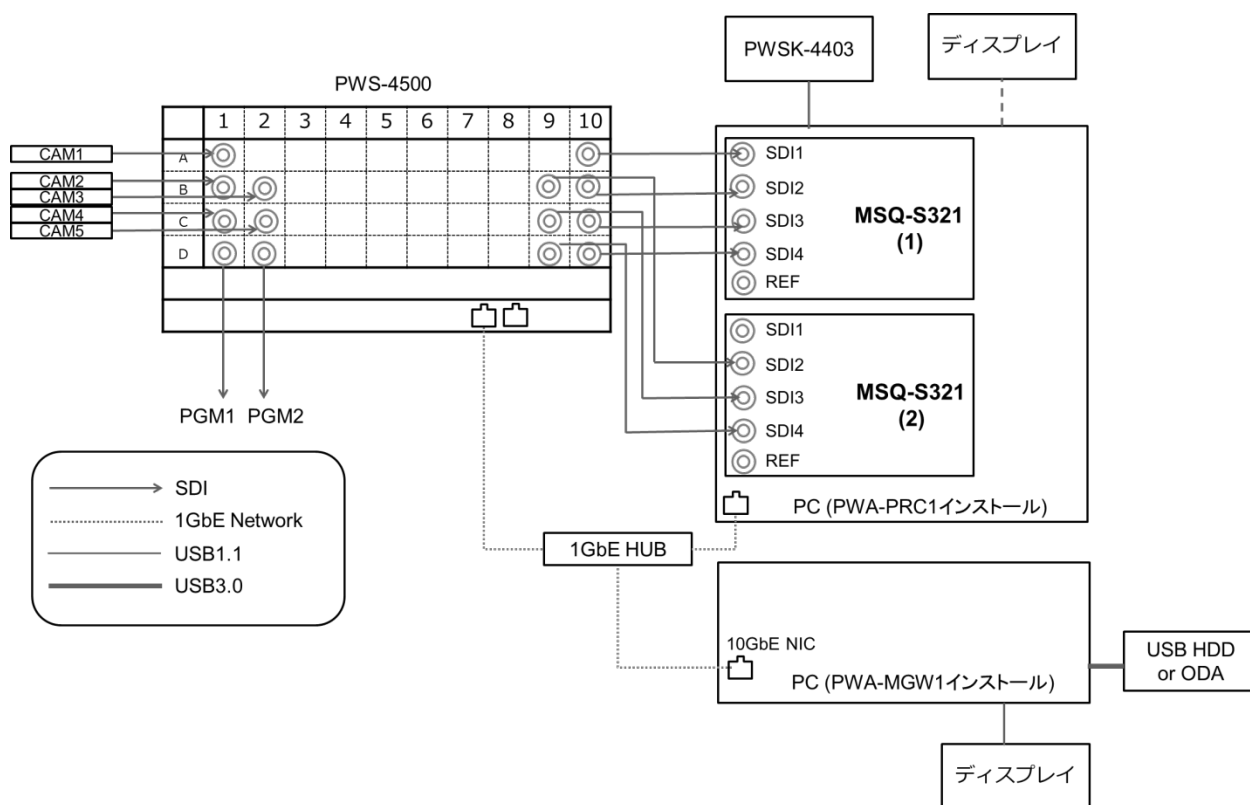 PWSK-4403
ディスプレイ
PWS-4500
1 2 3 4 5 6 7 8 9 10
A
B
C
D
CAM1
CAM2
CAM3
CAM4
CAM5
PGM1 PGM2
SDI1
SDI2
SDI3
SDI4
REF
MSQ-S321
(1)
SDI1
SDI2
SDI3
SDI4
REF
MSQ-S321
(2)
PC (PWA-PRC1インストール)
SDI
1GbE Network
USB1.1
USB3.0
1GbE HUB
10GbE NIC
PC (PWA-MGW1インストール)
USB HDD
or ODA
ディスプレイ